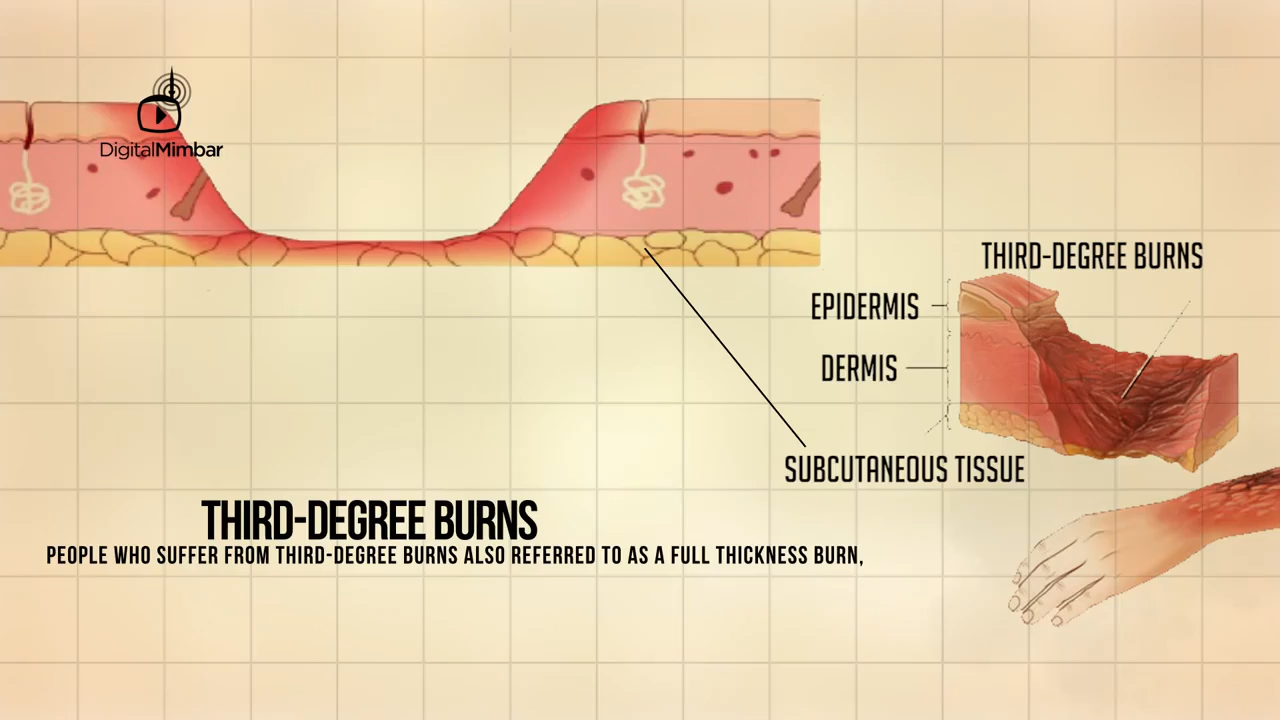 DigitalMimbar
THIRD-DEGREE BURNS
EPIDERMIS
DERMIS
SUBCUTANEOUS TISSUE
THIRD-DEGREE BURNS
PEOPLE WHO SUFFER FROM THIRD-DEGREE BURNS ALSO REFERRED TO AS A FULL THICKNESS BURN,